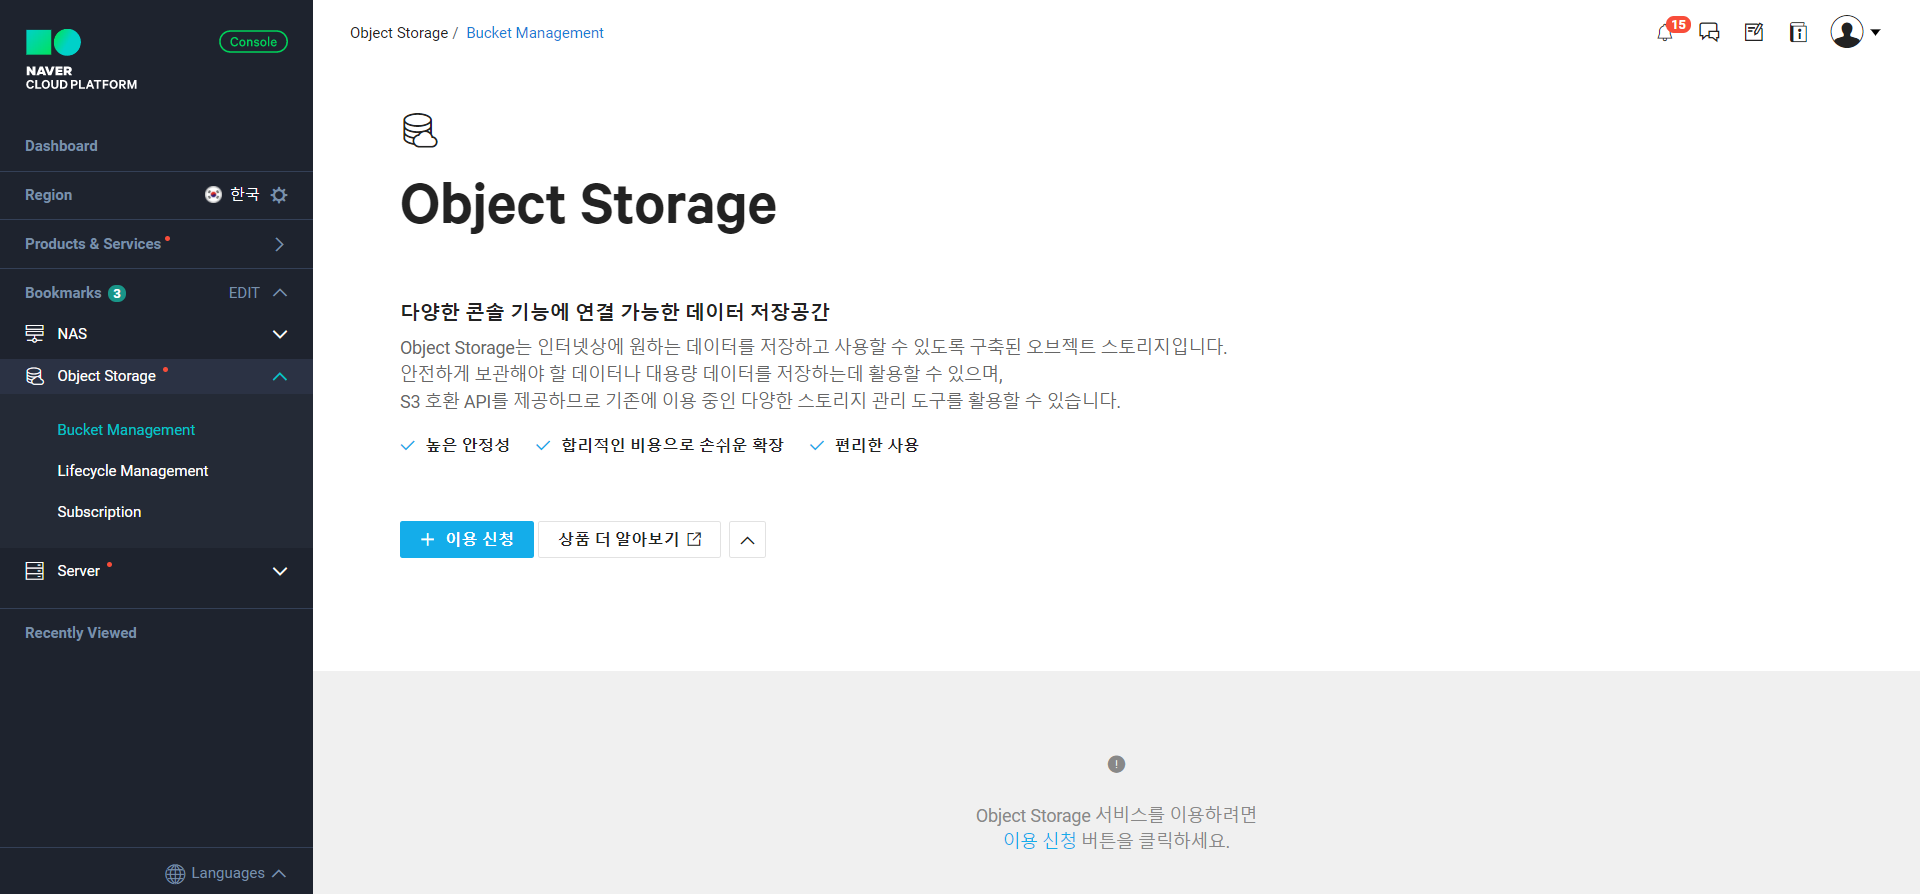 NAVER
CLOUD PLATFORM
Console
Dashboard
Region 한국
Products & Services
Bookmarks 3 EDIT
NAS
Object Storage
Bucket Management
Lifecycle Management
Subscription
Server
Recently Viewed
Languages
Object Storage / Bucket Management
15
Object Storage
다양한 콘솔 기능에 연결 가능한 데이터 저장공간
Object Storage는 인터넷상에 원하는 데이터를 저장하고 사용할 수 있도록 구축된 오브젝트 스토리지입니다.
안전하게 보관해야 할 데이터나 대용량 데이터를 저장하는데 활용할 수 있으며,
S3 호환 API를 제공하므로 기존에 이용 중인 다양한 스토리지 관리 도구를 활용할 수 있습니다.
높은 안정성 합리적인 비용으로 손쉬운 확장 편리한 사용
+ 이용 신청 상품 더 알아보기
Object Storage 서비스를 이용하려면
이용 신청 버튼을 클릭하세요.